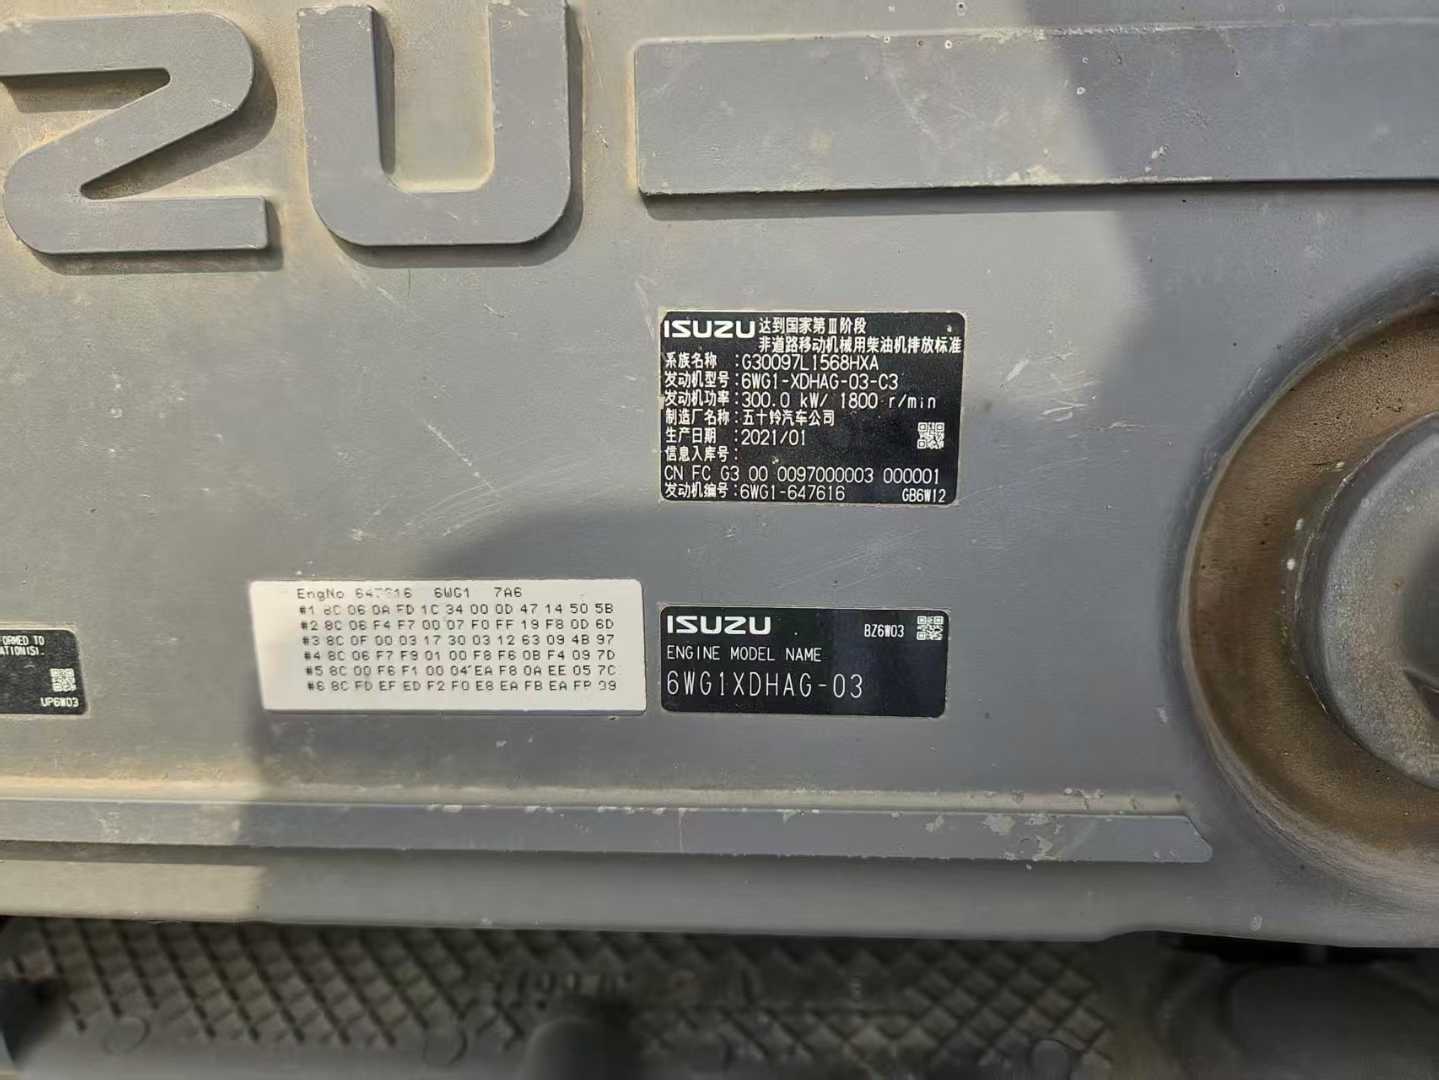 ZU
ISUZU 达到国家第Ⅲ阶段
非道路移动机械用柴油机排放标准
系族名称：G30097L1568HXA
发动机型号：6WG1-XDHAG-03-C3
发动机功率：300.0 kW/ 1800 r/min
制造厂名称：五十铃汽车公司
生产日期：2021/01
信息入库号：
CN FC G3 00 0097000003 000001
发动机编号：6WG1-647616 GB6W12
EngNo 647616 6WG1 7A6
#1 8C 06 0A FD 1C 34 00 0D 47 14 50 5B
#2 8C 06 F4 F7 00 07 F0 FF 19 F8 0D 6D
#3 8C 0F 00 03 17 30 03 12 63 09 4B 97
#4 8C 06 F7 F9 01 00 F8 F6 0B F4 09 7D
#5 8C 00 F6 F1 00 04 EA F8 0A EE 05 7C
#6 8C FD EF ED F2 F0 E8 EA FB EA
ISUZU BZ6W03
ENGINE MODEL NAME
6WG1XDHAG-03
ORMED TO
ATION(S).
UP6W03